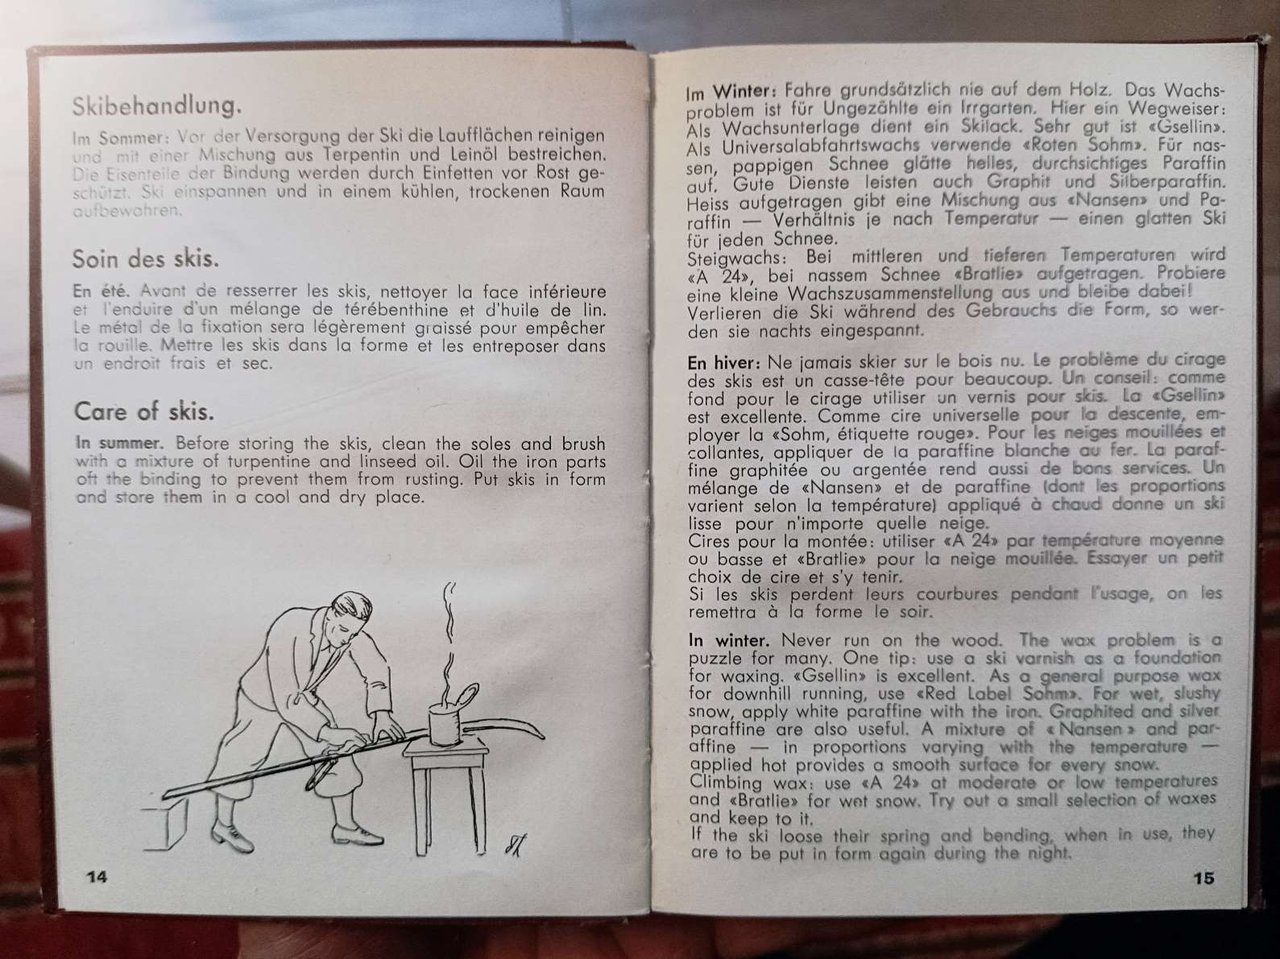 Skibehandlung.
Im Sommer: Vor der Versorgung der Ski die Laufflächen reinigen
und mit einer Mischung aus Terpentin und Leinöl bestreichen.
Die Eisenteile der Bindung werden durch Einfetten vor Rost ge-
schützt. Ski einspannen und in einem kühlen, trockenen Raum
aufbewahren.
Soin des skis.
En été. Avant de resserrer les skis, nettoyer la face inférieure
et l'enduire d'un mélange de térébenthine et d'huile de lin.
Le métal de la fixation sera légèrement graissé pour empêcher
la rouille. Mettre les skis dans la forme et les entreposer dans
un endroit frais et sec.
Care of skis.
In summer. Before storing the skis, clean the soles and brush
with a mixture of turpentine and linseed oil. Oil the iron parts
oft the binding to prevent them from rusting. Put skis in form
and store them in a cool and dry place.
14
Im Winter: Fahre grundsätzlich nie auf dem Holz. Das Wachs-
problem ist für Ungezählte ein Irrgarten. Hier ein Wegweiser:
Als Wachsunterlage dient ein Skilack. Sehr gut ist «Gsellin».
Als Universalabfahrtswachs verwende «Roten Sohm». Für nas-
sen, pappigen Schnee glätte helles, durchsichtiges Paraffin
auf. Gute Dienste leisten auch Graphit und Silberparaffin.
Heiss aufgetragen gibt eine Mischung aus «Nansen» und Pa-
raffin — Verhältnis je nach Temperatur — einen glatten Ski
für jeden Schnee.
Steigwachs: Bei mittleren und tieferen Temperaturen wird
«A 24», bei nassem Schnee «Bratlie» aufgetragen. Probiere
eine kleine Wachszusammenstellung aus und bleibe dabei!
Verlieren die Ski während des Gebrauchs die Form, so wer-
den sie nachts eingespannt.
En hiver: Ne jamais skier sur le bois nu. Le problème du cirage
des skis est un casse-tête pour beaucoup. Un conseil: comme
fond pour le cirage utiliser un vernis pour skis. La «Gsellin»
est excellente. Comme cire universelle pour la descente, em-
ployer la «Sohm, étiquette rouge». Pour les neiges mouillées et
collantes, appliquer de la paraffine blanche au fer. La paraf-
fine graphitée ou argentée rend aussi de bons services. Un
mélange de «Nansen» et de paraffine (dont les proportions
varient selon la température) appliqué à chaud donne un ski
lisse pour n'importe quelle neige.
Cires pour la montée: utiliser «A 24» par température moyenne
ou basse et «Bratlie» pour la neige mouillée. Essayer un petit
choix de cire et s'y tenir.
Si les skis perdent leurs courbures pendant l'usage, on les
remettra à la forme le soir.
In winter. Never run on the wood. The wax problem is a
puzzle for many. One tip: use a ski varnish as a foundation
for waxing. «Gsellin» is excellent. As a general purpose wax
for downhill running, use «Red Label Sohm». For wet, slushy
snow, apply white paraffine with the iron. Graphited and silver
paraffine are also useful. A mixture of «Nansen» and par-
affine — in proportions varying with the temperature —
applied hot provides a smooth surface for every snow.
Climbing wax: use «A 24» at moderate or low temperatures
and «Bratlie» for wet snow. Try out a small selection of waxes
and keep to it.
If the ski loose their spring and bending, when in use, they
are to be put in form again during the night.
15